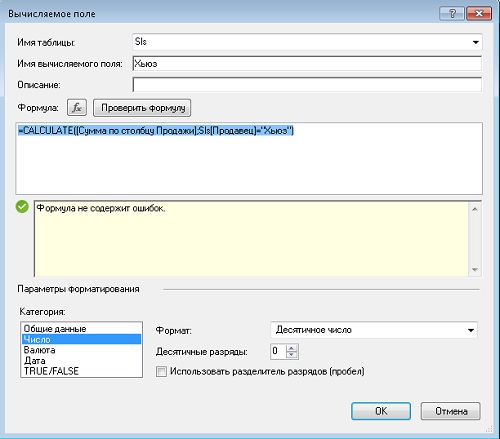 Вычисляемое поле
Имя таблицы: Sls
Имя вычисляемого поля: Хьюз
Описание:
Формула: fx Проверить формулу
=CALCULATE([Сумма по столбцу Продажи];Sls[Продавец]="Хьюз")
Формула не содержит ошибок.
Параметры форматирования
Категория:
Общие данные
Число
Валюта
Дата
TRUE/FALSE
Формат: Десятичное число
Десятичные разряды: 0
Использовать разделитель разрядов (пробел)
OK Отмена